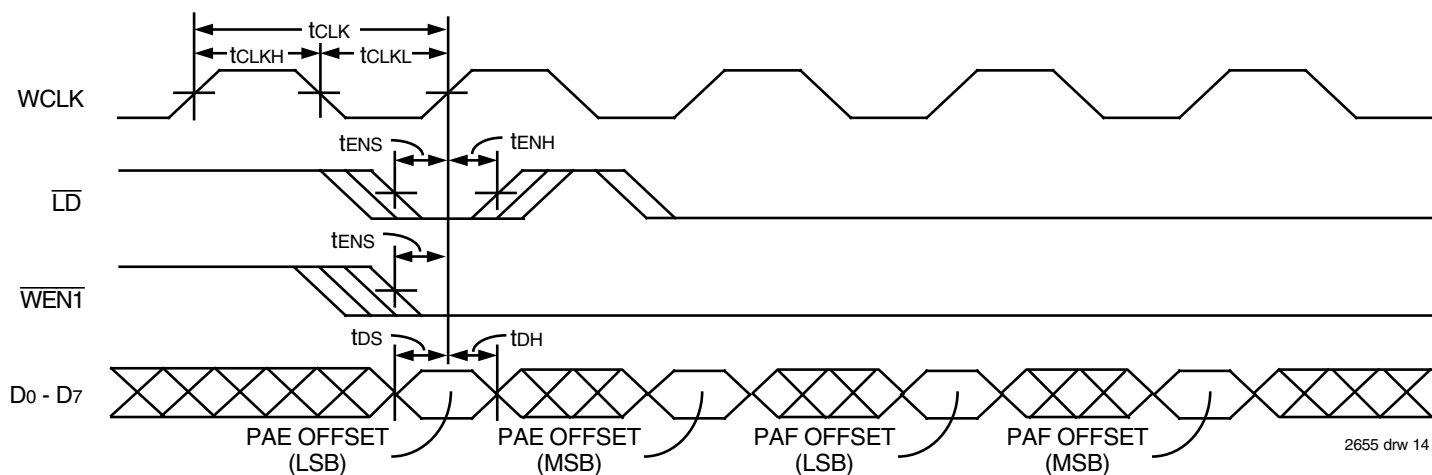 tCLK
tCLKH
tCLKL
WCLK
tENS
tENH
LD
tENS
WEN1
tDS
tDH
D0 - D7
PAE OFFSET
(LSB)
PAE OFFSET
(MSB)
PAF OFFSET
(LSB)
PAF OFFSET
(MSB)
2655 drw 14